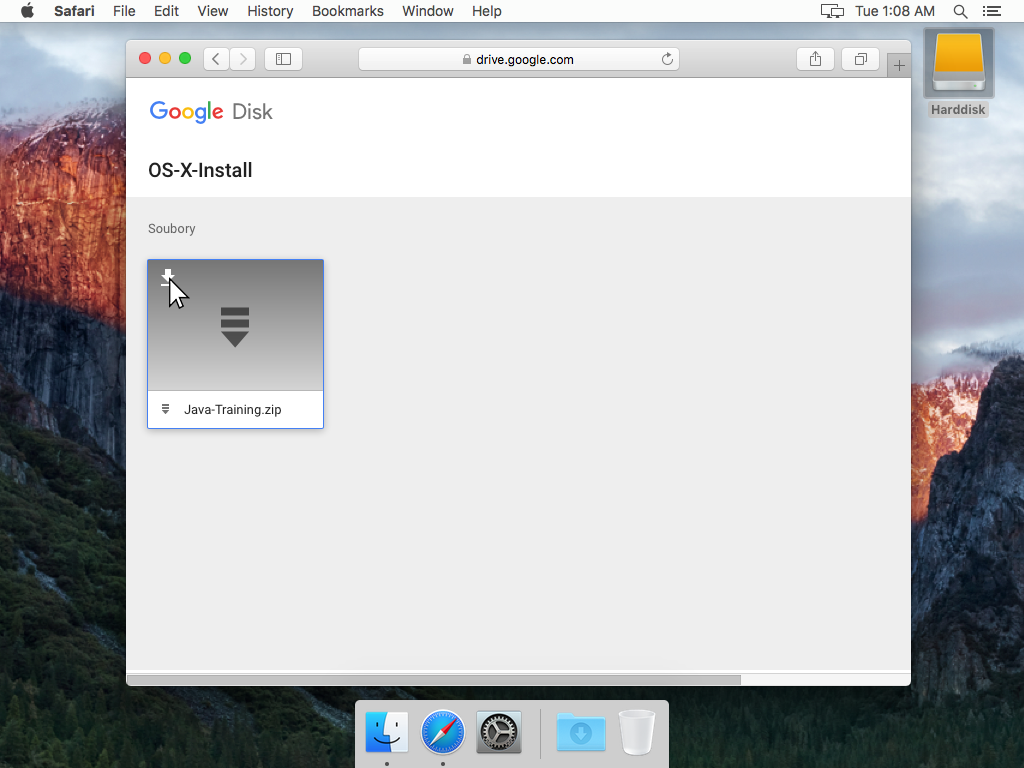 Safari File Edit View History Bookmarks Window Help Tue 1:08 AM
drive.google.com
Harddisk
Google Disk
OS-X-Install
Soubory
Java-Training.zip